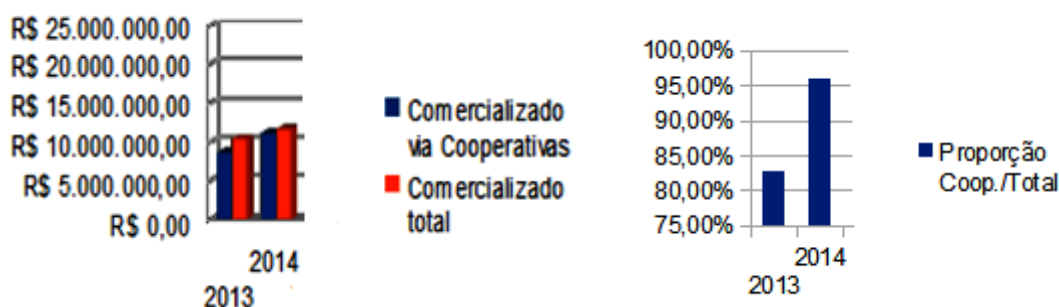 R$ 25.000.000,00
R$ 20.000.000,00
R$ 15.000.000,00
R$ 10.000.000,00
R$ 5.000.000,00
R$ 0,00
2014
2013
Comercializado
via Cooperativas
Comercializado
total
100,00%
95,00%
90,00%
85,00%
80,00%
75,00%
2014
2013
Proporção
Coop./Total